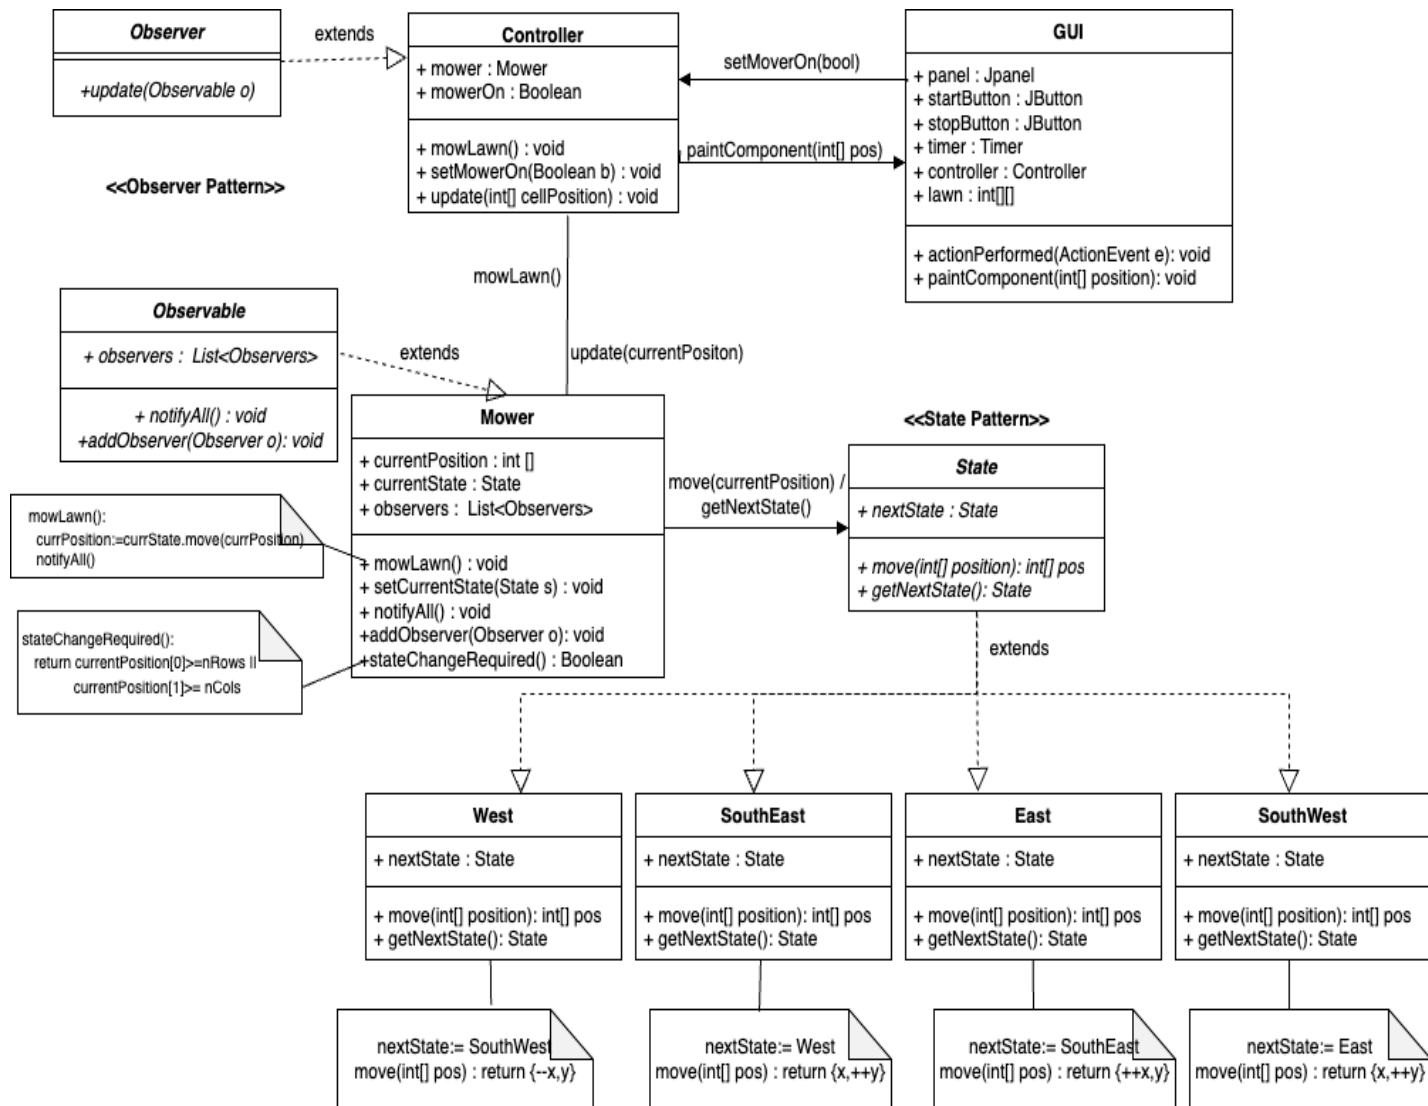 Observer
+update(Observable o)
extends
Controller
+ mower : Mower
+ mowerOn : Boolean
+ mowLawn() : void
+ setMowerOn(Boolean b) : void
+ update(int[] cellPosition) : void
setMoverOn(bool)
paintComponent(int[] pos)
GUI
+ panel : Jpanel
+ startButton : JButton
+ stopButton : JButton
+ timer : Timer
+ controller : Controller
+ lawn : int[][]
+ actionPerformed(ActionEvent e): void
+ paintComponent(int[] position): void
<<Observer Pattern>>
mowLawn()
update(currentPositon)
Observable
+ observers : List<Observers>
+ notifyAll() : void
+addObserver(Observer o): void
extends
Mower
+ currentPosition : int []
+ currentState : State
+ observers : List<Observers>
+ mowLawn() : void
+ setCurrentState(State s) : void
+ notifyAll() : void
+addObserver(Observer o): void
+stateChangeRequired() : Boolean
mowLawn():
currPosition:=currState.move(currPosition)
notifyAll()
stateChangeRequired():
return currentPosition[0]>=nRows ||
currentPosition[1]>= nCols
move(currentPosition) /
getNextState()
<<State Pattern>>
State
+ nextState : State
+ move(int[] position): int[] pos
+ getNextState(): State
extends
West
+ nextState : State
+ move(int[] position): int[] pos
+ getNextState(): State
SouthEast
+ nextState : State
+ move(int[] position): int[] pos
+ getNextState(): State
East
+ nextState : State
+ move(int[] position): int[] pos
+ getNextState(): State
SouthWest
+ nextState : State
+ move(int[] position): int[] pos
+ getNextState(): State
nextState:= SouthWest
move(int[] pos) : return {--x,y}
nextState:= West
move(int[] pos) : return {x,++y}
nextState:= SouthEast
move(int[] pos) : return {++x,y}
nextState:= East
move(int[] pos) : return {x,++y}